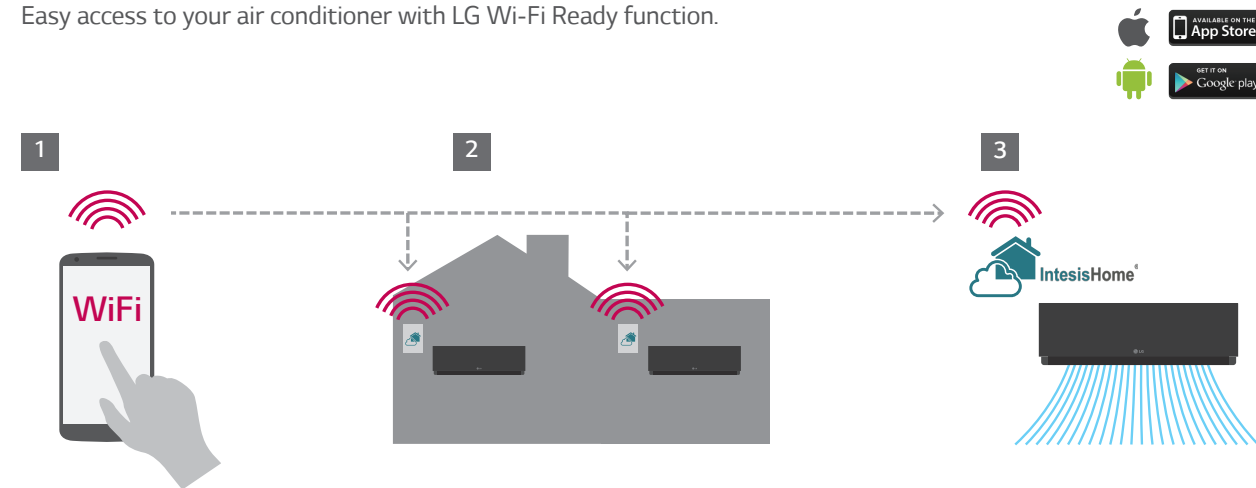 Easy access to your air conditioner with LG Wi-Fi Ready function.
AVAILABLE ON THE
App Store
GET IT ON
Google play
1
2
3
WiFi
IntesisHome®
LG